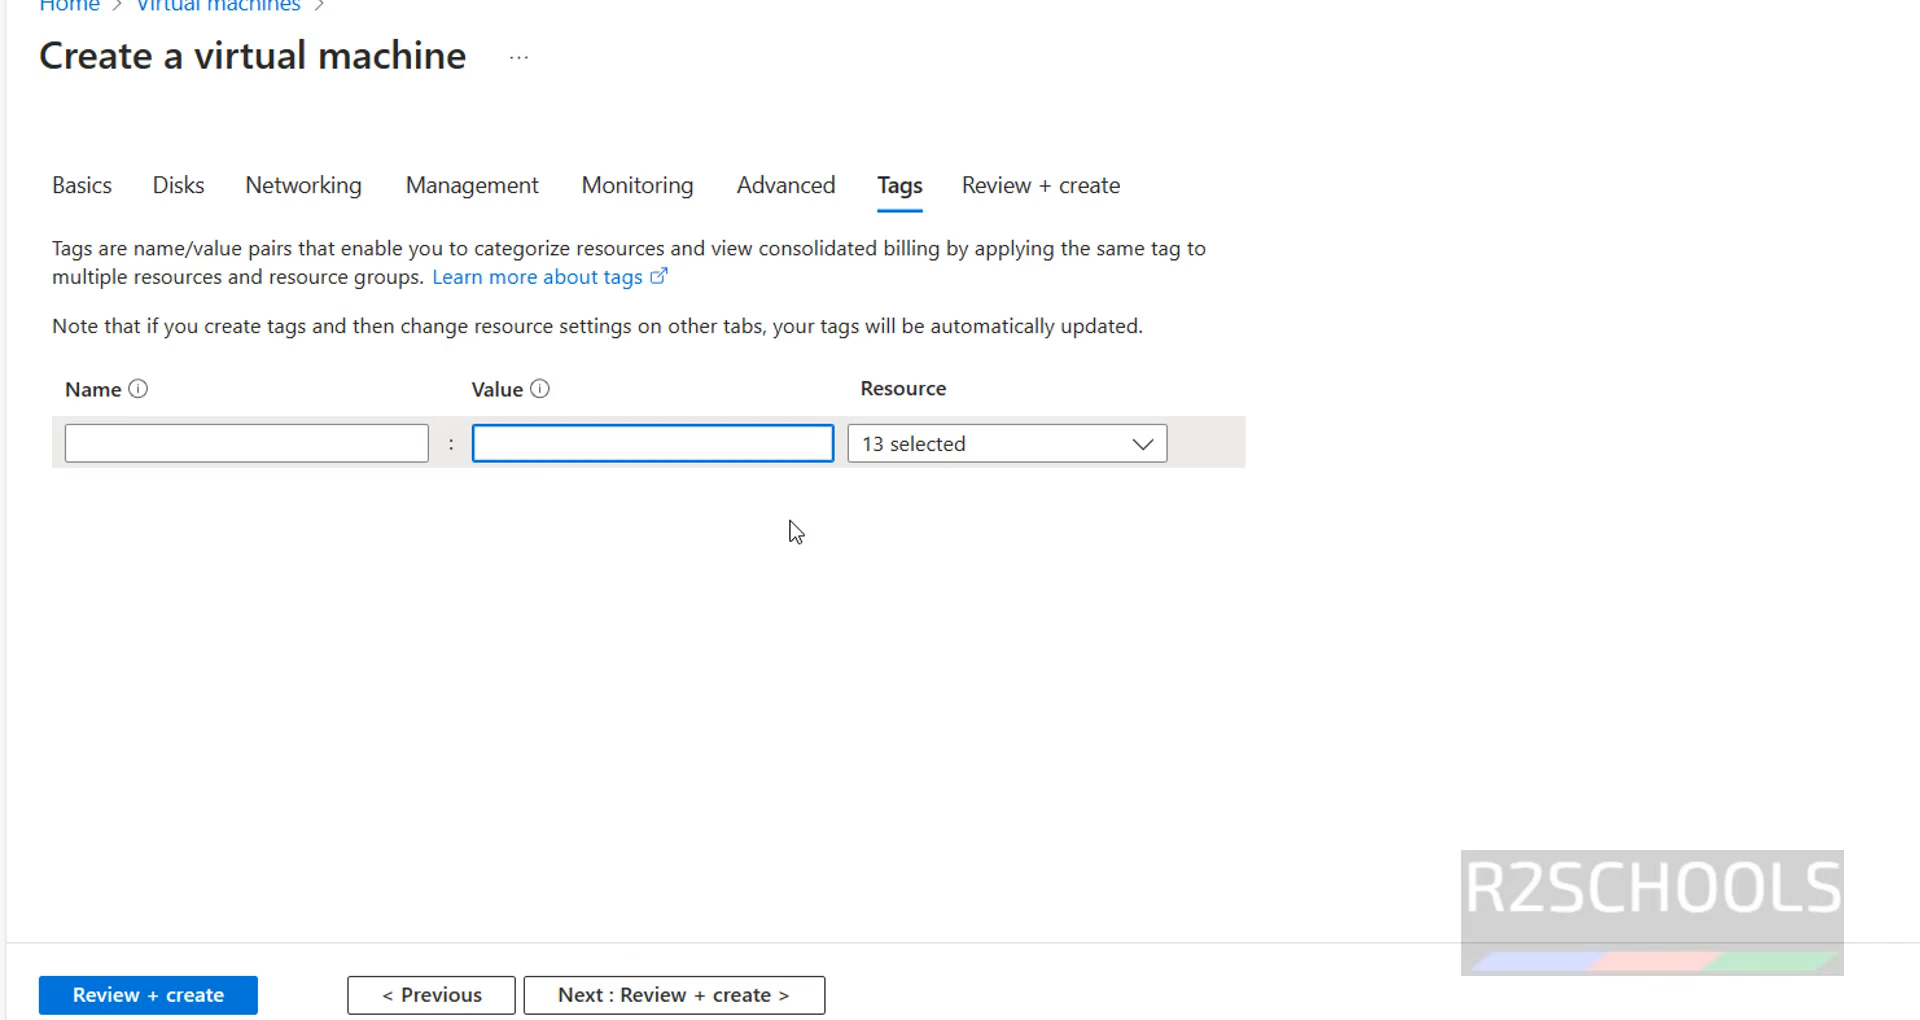 Home > Virtual machines >
Create a virtual machine ...
Basics Disks Networking Management Monitoring Advanced Tags Review + create
Tags are name/value pairs that enable you to categorize resources and view consolidated billing by applying the same tag to
multiple resources and resource groups. Learn more about tags
Note that if you create tags and then change resource settings on other tabs, your tags will be automatically updated.
Name Value Resource
: 13 selected
R2SCHOOLS
Review + create < Previous Next : Review + create >